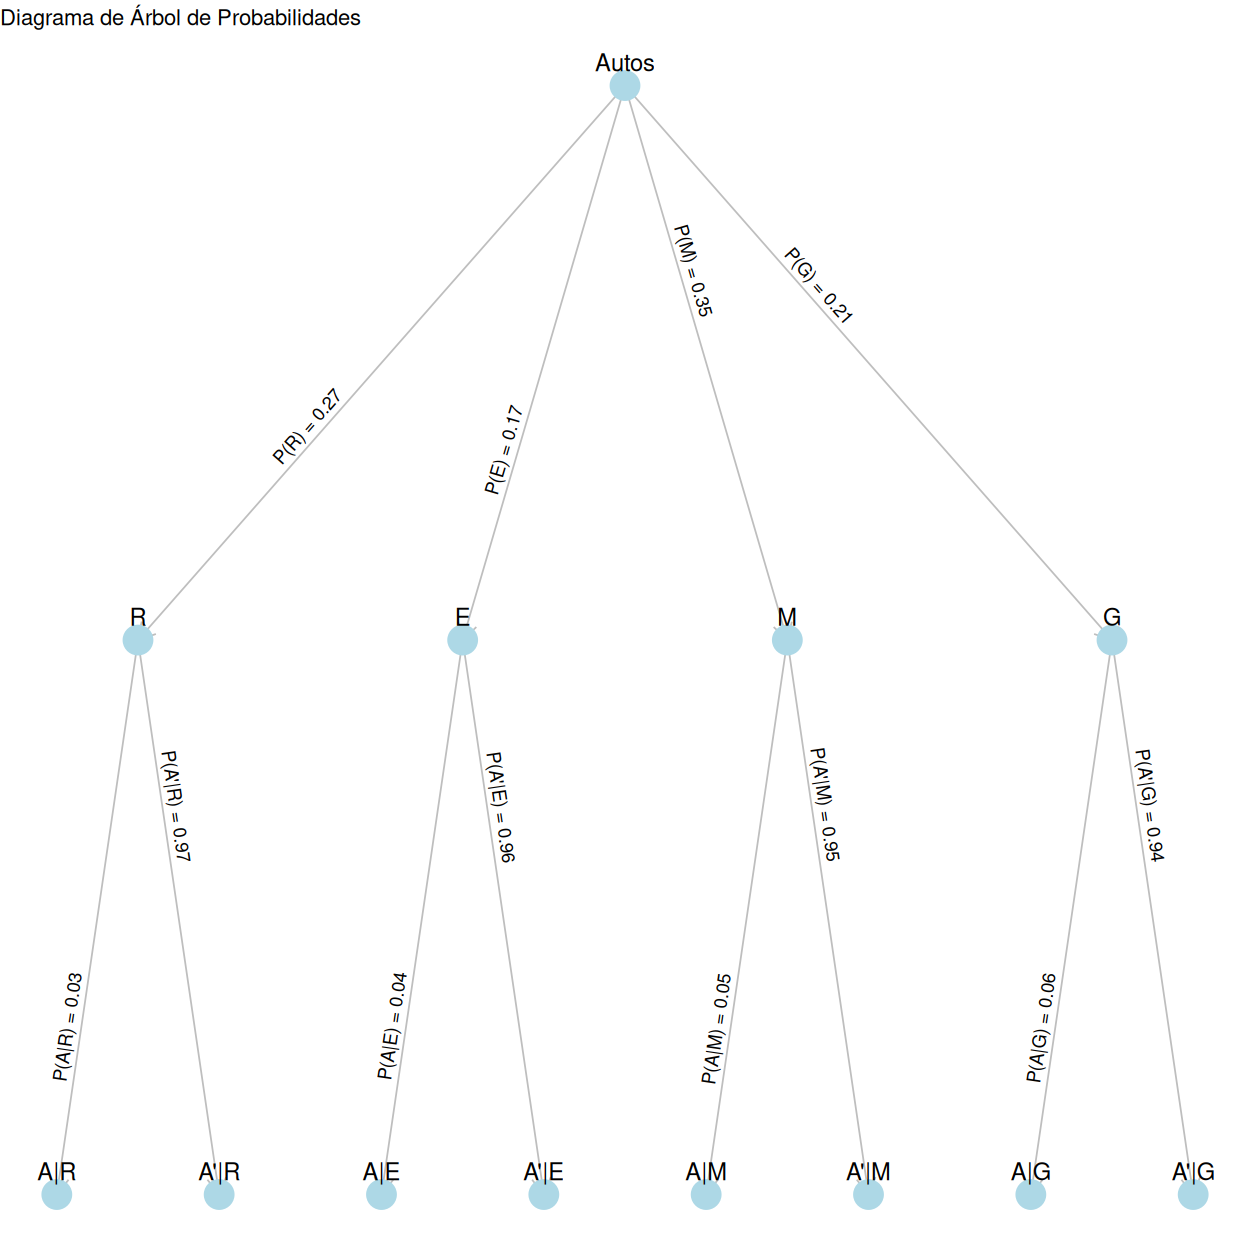 Diagrama de Árbol de Probabilidades
Autos
P(R) = 0.27
P(E) = 0.17
P(M) = 0.35
P(G) = 0.21
R
E
M
G
P(A|R) = 0.03
P(A'|R) = 0.97
P(A|E) = 0.04
P(A'|E) = 0.96
P(A|M) = 0.05
P(A'|M) = 0.95
P(A|G) = 0.06
P(A'|G) = 0.94
A|R
A'|R
A|E
A'|E
A|M
A'|M
A|G
A'|G